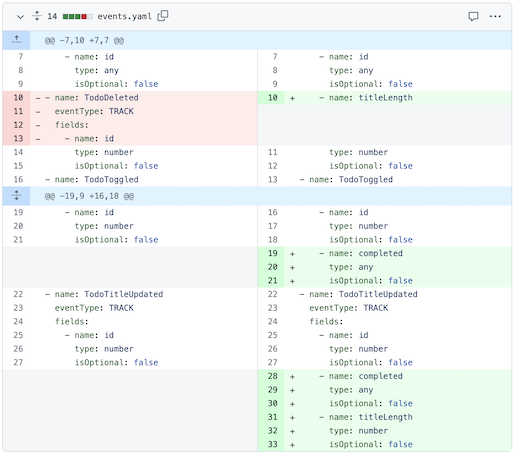 14 events.yaml
@@ -7,10 +7,7 @@
7 - name: id 7 - name: id
8 type: any 8 type: any
9 isOptional: false 9 isOptional: false
10 - - name: TodoDeleted 10 + - name: titleLength
11 - eventType: TRACK
12 - fields:
13 - - name: id
14 type: number 11 type: number
15 isOptional: false 12 isOptional: false
16 - name: TodoToggled 13 - name: TodoToggled
@@ -19,9 +16,18 @@
19 - name: id 16 - name: id
20 type: number 17 type: number
21 isOptional: false 18 isOptional: false
19 + - name: completed
20 + type: any
21 + isOptional: false
22 - name: TodoTitleUpdated 22 - name: TodoTitleUpdated
23 eventType: TRACK 23 eventType: TRACK
24 fields: 24 fields:
25 - name: id 25 - name: id
26 type: number 26 type: number
27 isOptional: false 27 isOptional: false
28 + - name: completed
29 + type: any
30 + isOptional: false
31 + - name: titleLength
32 + type: number
33 + isOptional: false